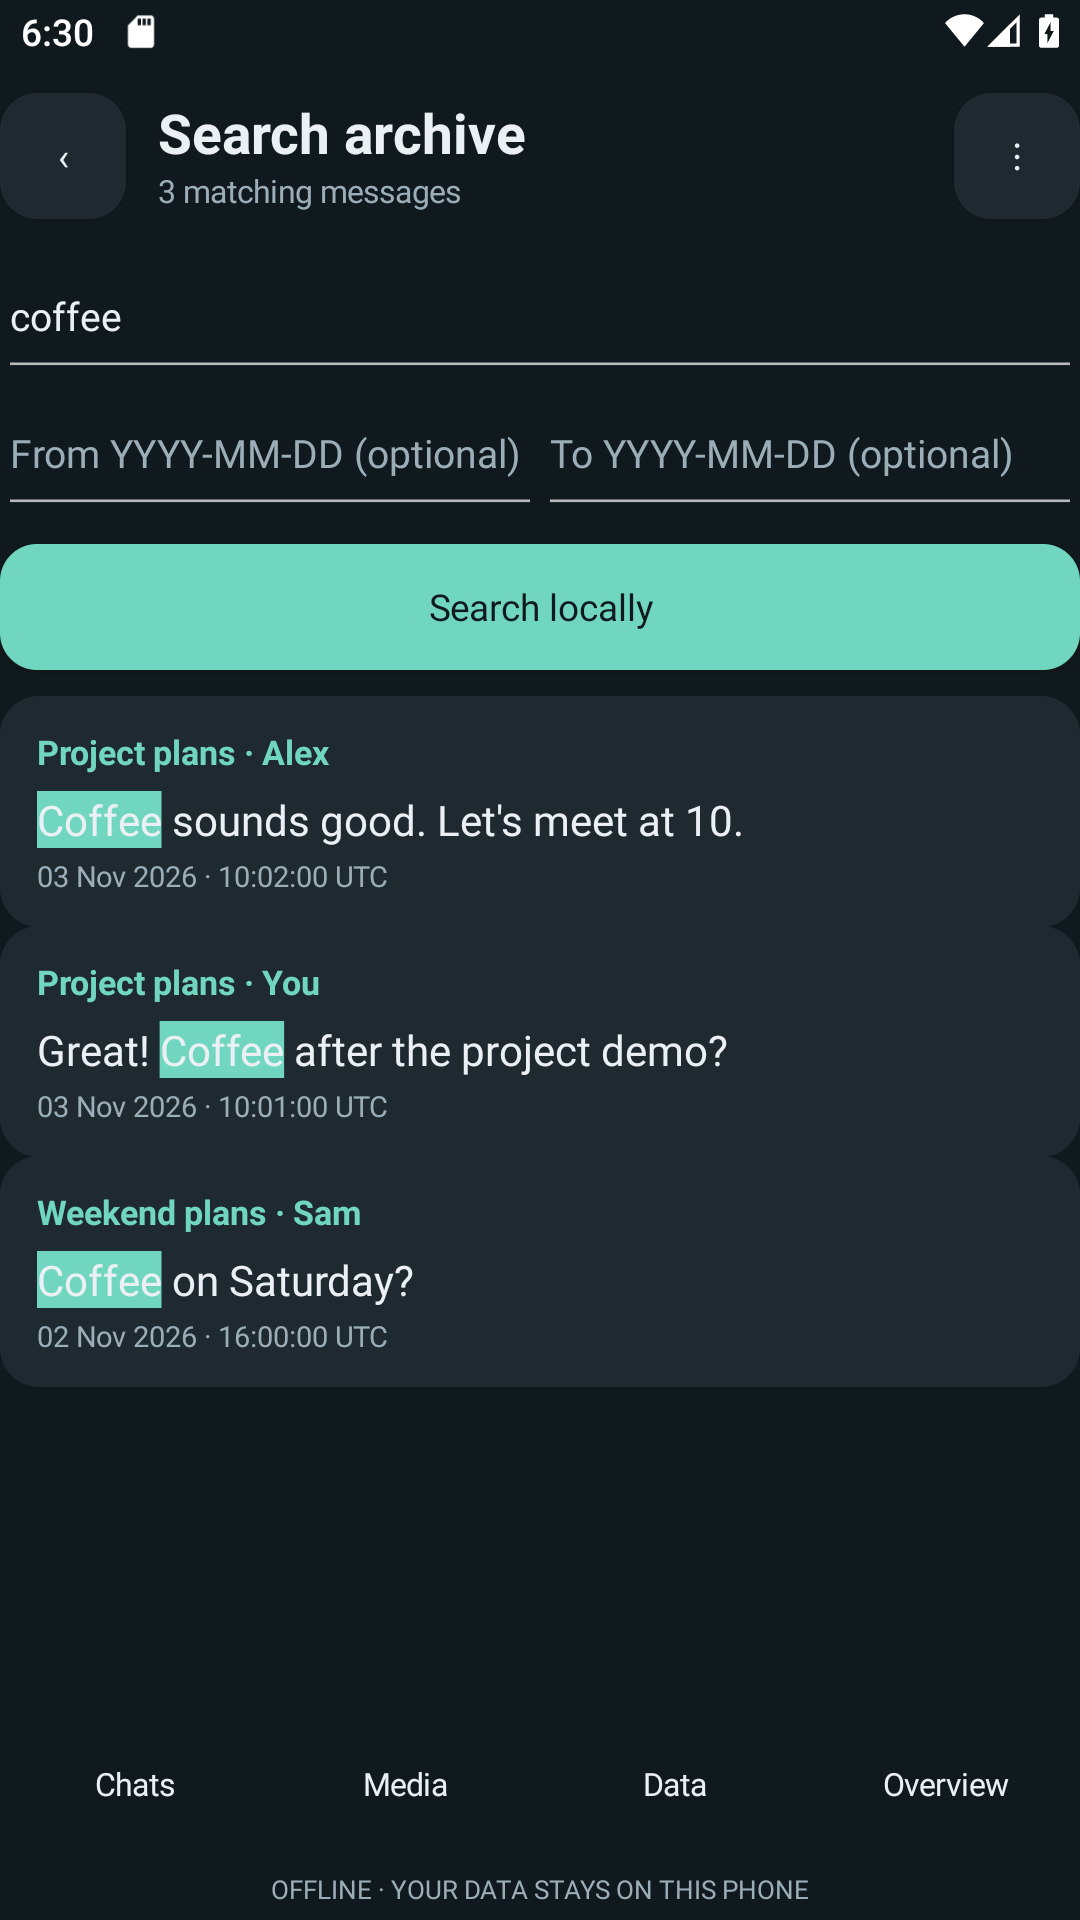 6:30
‹
Search archive
3 matching messages
⋮
coffee
From YYYY-MM-DD (optional) To YYYY-MM-DD (optional)
Search locally
Project plans · Alex
Coffee sounds good. Let's meet at 10.
03 Nov 2026 · 10:02:00 UTC
Project plans · You
Great! Coffee after the project demo?
03 Nov 2026 · 10:01:00 UTC
Weekend plans · Sam
Coffee on Saturday?
02 Nov 2026 · 16:00:00 UTC
Chats Media Data Overview
OFFLINE · YOUR DATA STAYS ON THIS PHONE